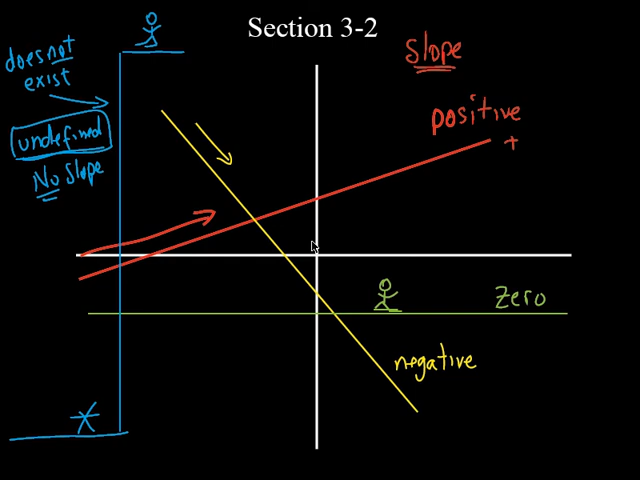 Section 3-2
Slope
does not
exist
undefined
No slope
positive
+
zero
negative